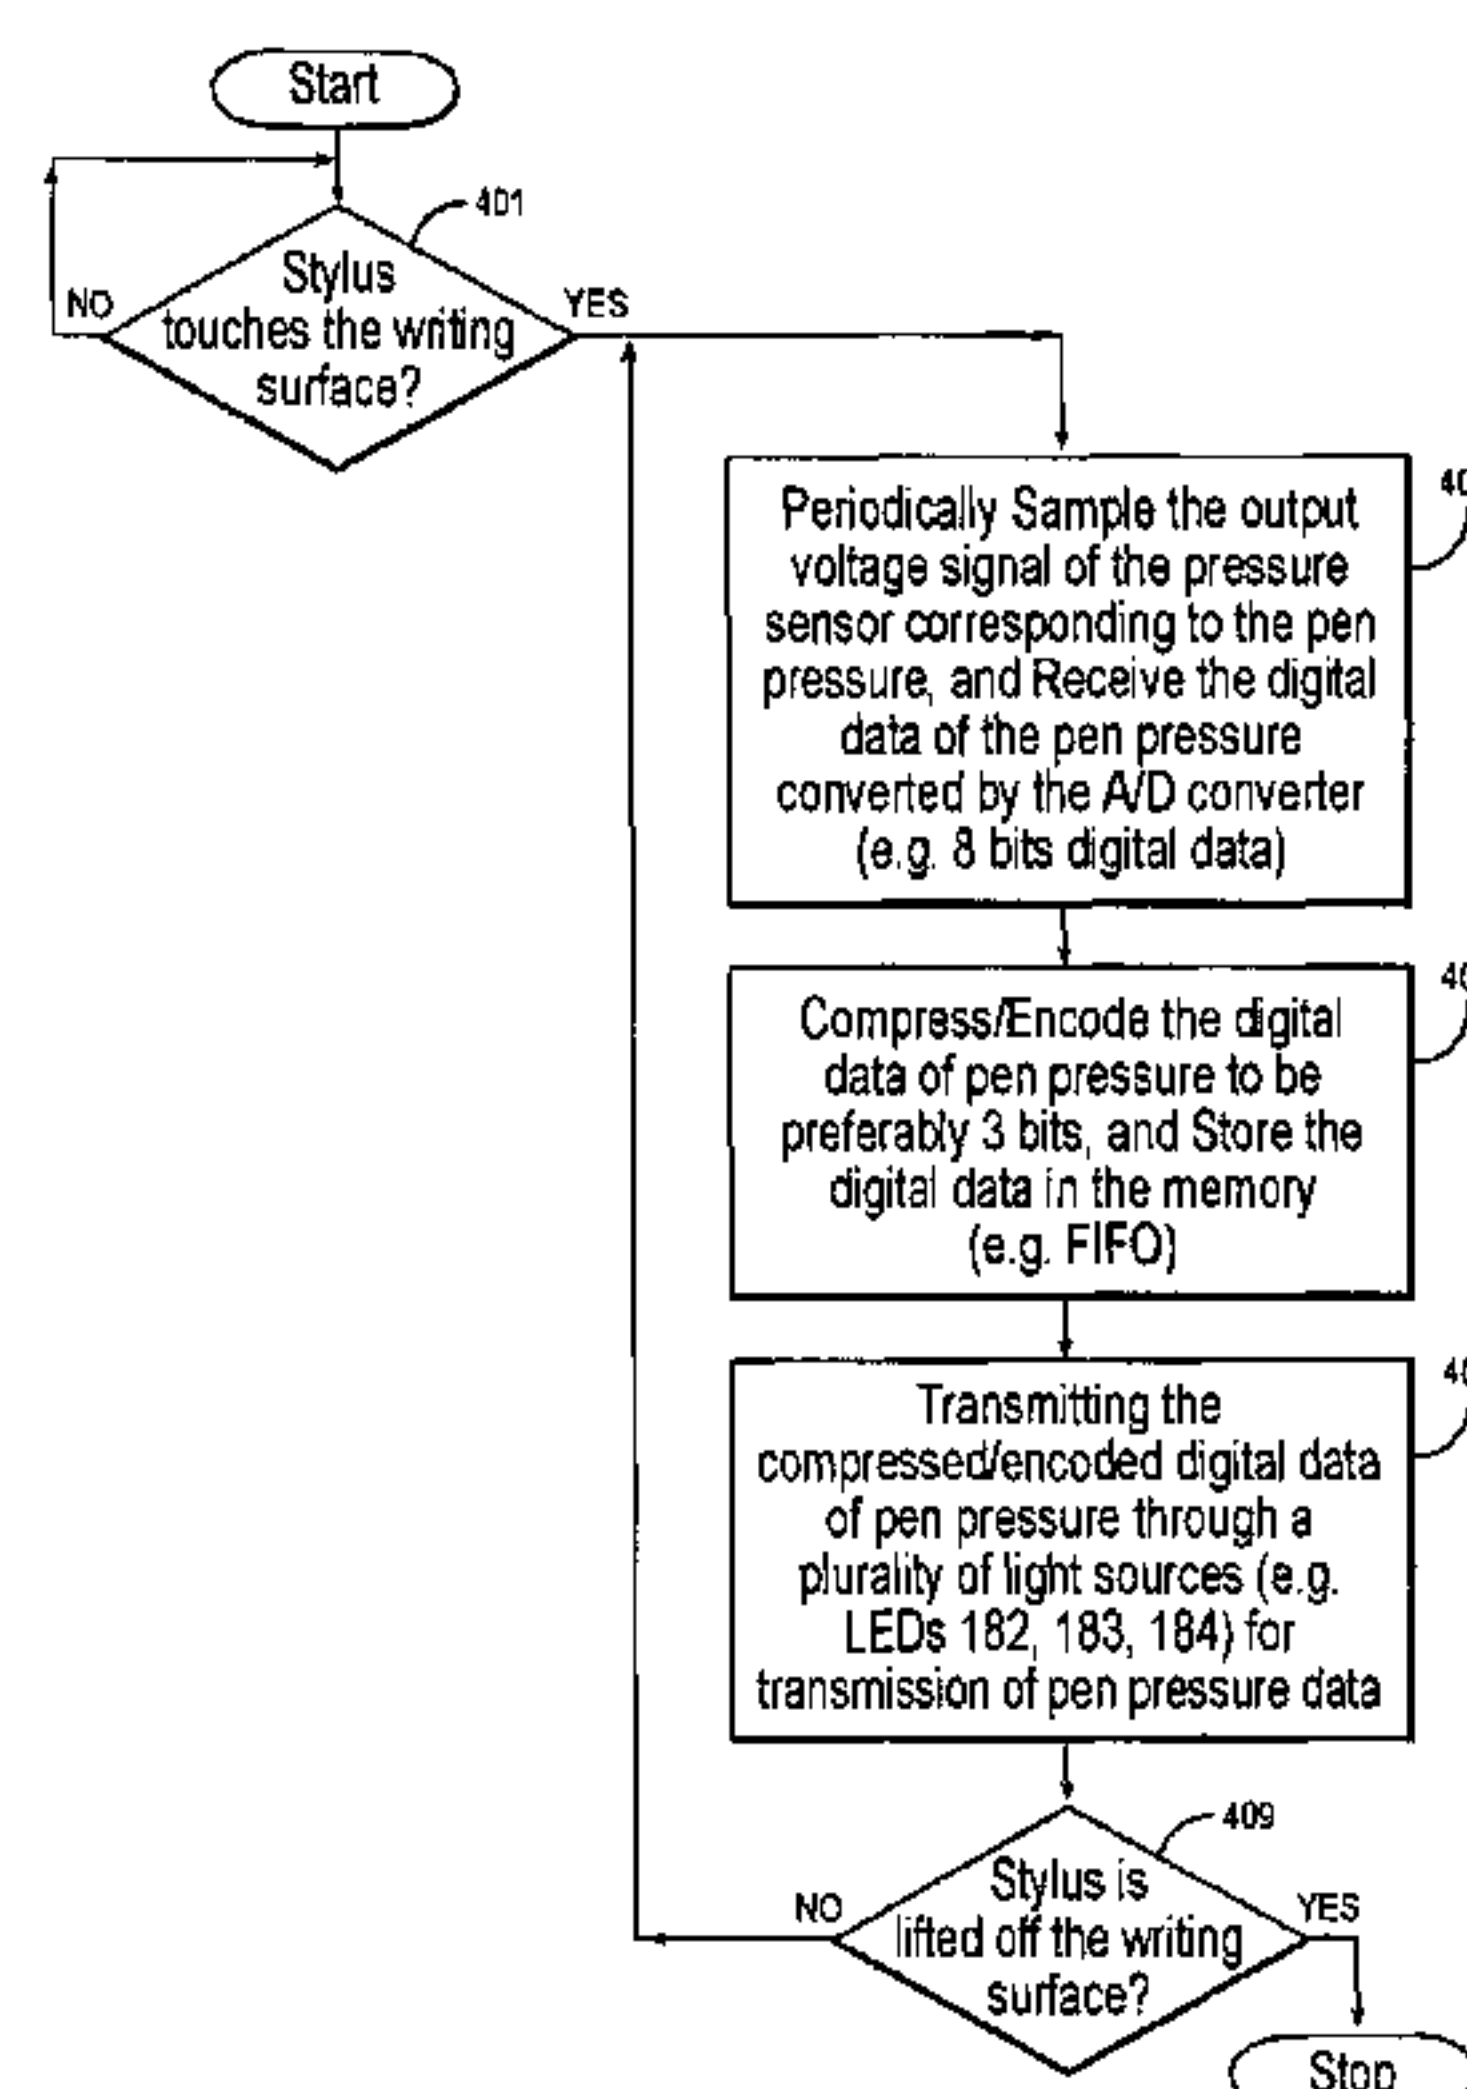 Start
401
NO
YES
Stylus
touches the writing
surface?
Periodically Sample the output
voltage signal of the pressure
sensor corresponding to the pen
pressure, and Receive the digital
data of the pen pressure
converted by the A/D converter
(e.g. 8 bits digital data)
Compress/Encode the digital
data of pen pressure to be
preferably 3 bits, and Store the
digital data in the memory
(e.g. FIFO)
Transmitting the
compressed/encoded digital data
of pen pressure through a
plurality of light sources (e.g.
LEDs 182, 183, 184) for
transmission of pen pressure data
409
NO
YES
Stylus is
lifted off the writing
surface?
Stop